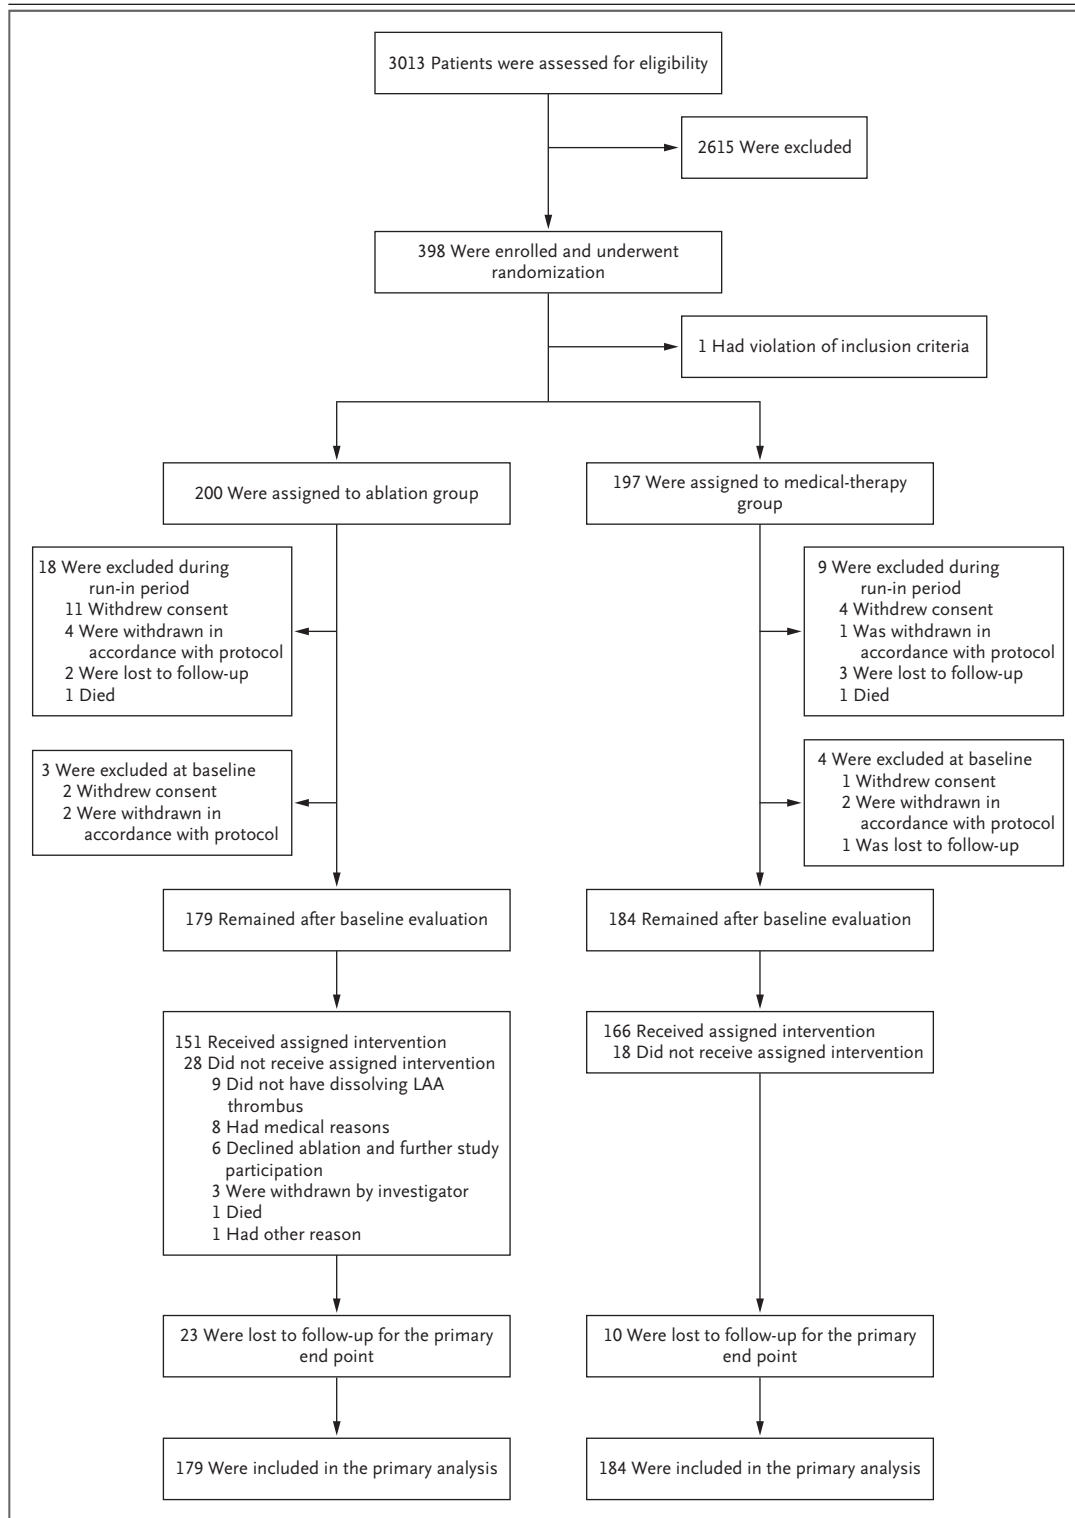 3013 Patients were assessed for eligibility
2615 Were excluded
398 Were enrolled and underwent
randomization
1 Had violation of inclusion criteria
200 Were assigned to ablation group
197 Were assigned to medical-therapy
group
18 Were excluded during
run-in period
11 Withdrew consent
4 Were withdrawn in
accordance with protocol
2 Were lost to follow-up
1 Died
9 Were excluded during
run-in period
4 Withdrew consent
1 Was withdrawn in
accordance with protocol
3 Were lost to follow-up
1 Died
3 Were excluded at baseline
2 Withdrew consent
2 Were withdrawn in
accordance with protocol
4 Were excluded at baseline
1 Withdrew consent
2 Were withdrawn in
accordance with protocol
1 Was lost to follow-up
179 Remained after baseline evaluation
184 Remained after baseline evaluation
151 Received assigned intervention
28 Did not receive assigned intervention
9 Did not have dissolving LAA
thrombus
8 Had medical reasons
6 Declined ablation and further study
participation
3 Were withdrawn by investigator
1 Died
1 Had other reason
166 Received assigned intervention
18 Did not receive assigned intervention
23 Were lost to follow-up for the primary
end point
10 Were lost to follow-up for the primary
end point
179 Were included in the primary analysis
184 Were included in the primary analysis